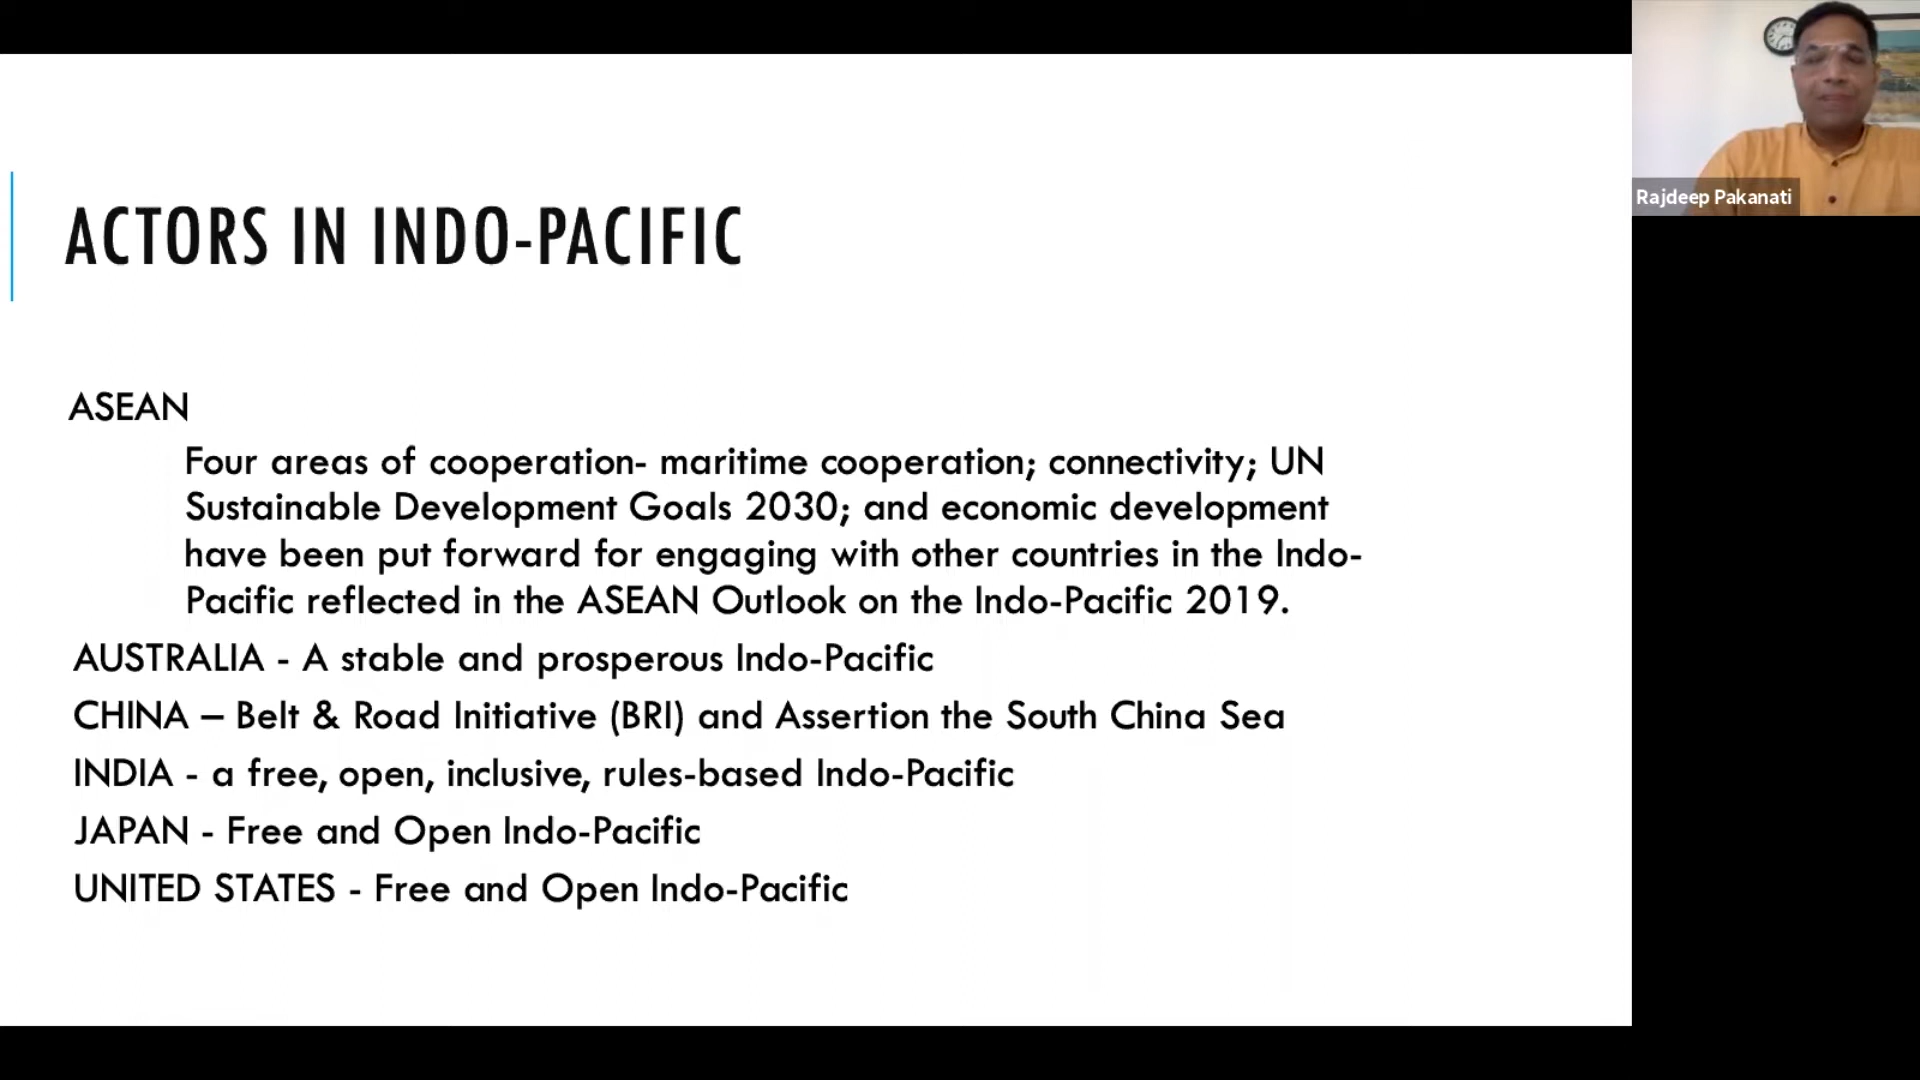 ACTORS IN INDO-PACIFIC
ASEAN
Four areas of cooperation- maritime cooperation; connectivity; UN
Sustainable Development Goals 2030; and economic development
have been put forward for engaging with other countries in the Indo-
Pacific reflected in the ASEAN Outlook on the Indo-Pacific 2019.
AUSTRALIA - A stable and prosperous Indo-Pacific
CHINA – Belt & Road Initiative (BRI) and Assertion the South China Sea
INDIA - a free, open, inclusive, rules-based Indo-Pacific
JAPAN - Free and Open Indo-Pacific
UNITED STATES - Free and Open Indo-Pacific
Rajdeep Pakanati